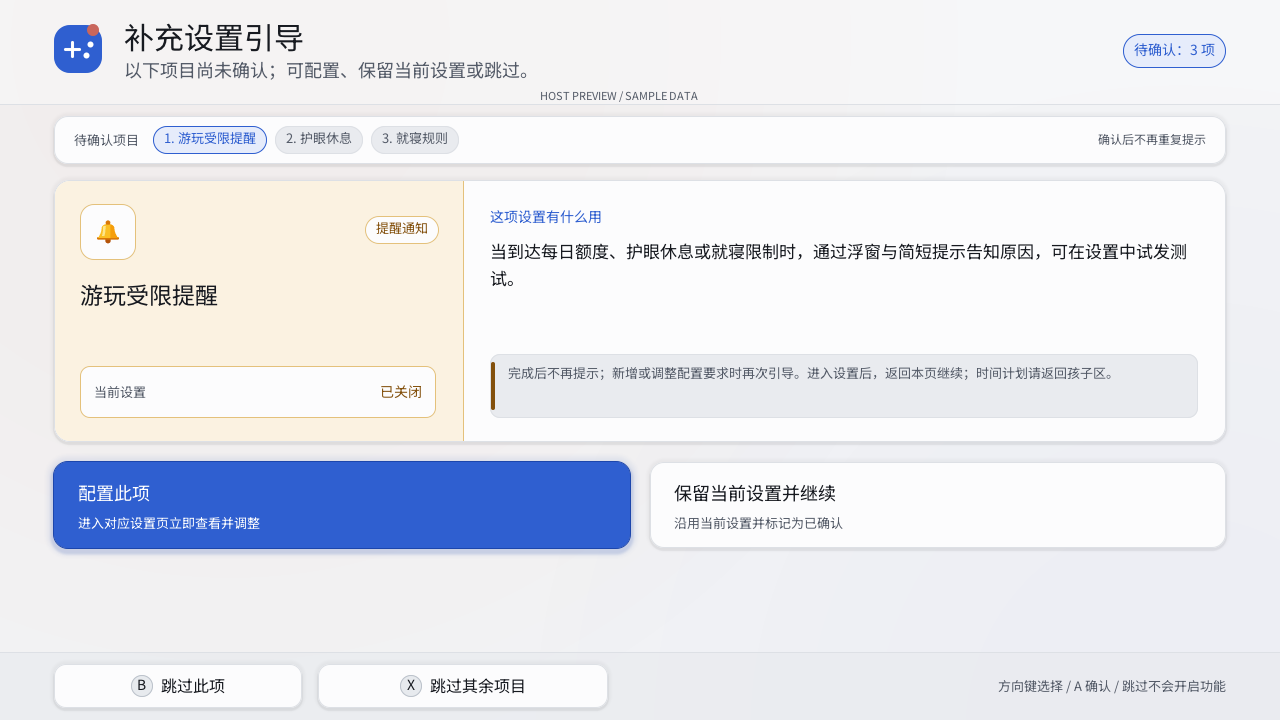 补充设置引导
以下项目尚未确认；可配置、保留当前设置或跳过。
待确认：3 项
HOST PREVIEW / SAMPLE DATA
待确认项目
1. 游玩受限提醒
2. 护眼休息
3. 就寝规则
确认后不再重复提示
提醒通知
游玩受限提醒
当前设置
已关闭
这项设置有什么用
当到达每日额度、护眼休息或就寝限制时，通过浮窗与简短提示告知原因，可在设置中试发测
试。
完成后不再提示；新增或调整配置要求时再次引导。进入设置后，返回本页继续；时间计划请返回孩子区。
配置此项
进入对应设置页立即查看并调整
保留当前设置并继续
沿用当前设置并标记为已确认
B 跳过此项
X 跳过其余项目
方向键选择 / A 确认 / 跳过不会开启功能